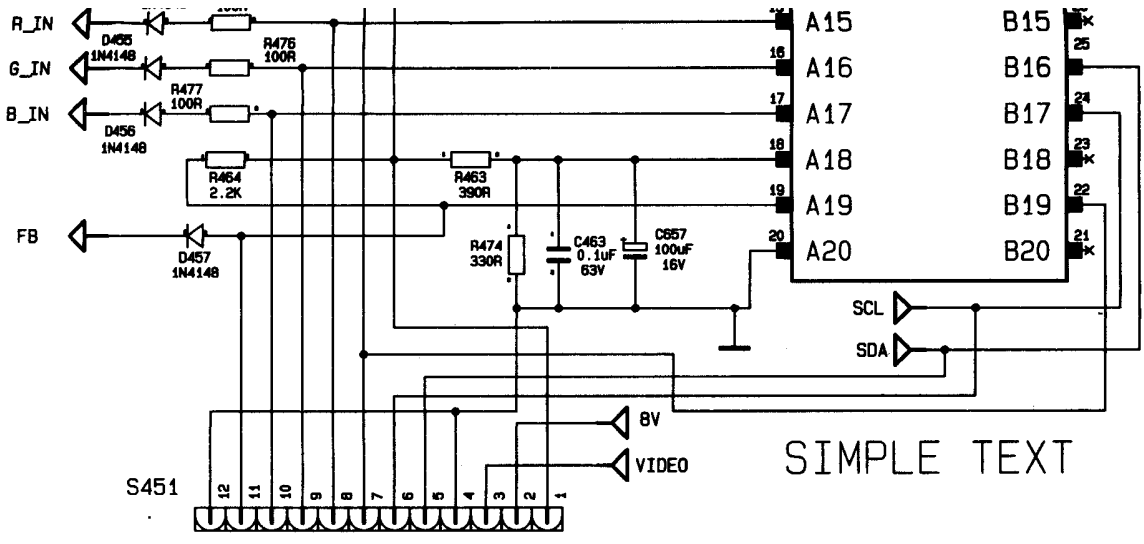 R_IN
A15
B15
D455
1N4148
R476
100R
16
25
G_IN
A16
B16
R477
100R
17
24
B_IN
A17
B17
D456
1N4148
18
23
A18
B18
R464
2.2K
R463
390R
19
22
A19
B19
FB
D457
1N4148
R474
330R
C463
0.1uF
63V
C657
100uF
16V
20
21
A20
B20
SCL
SDA
8V
VIDEO
SIMPLE TEXT
S451
12 11 10 9 8 7 6 5 4 3 2 1